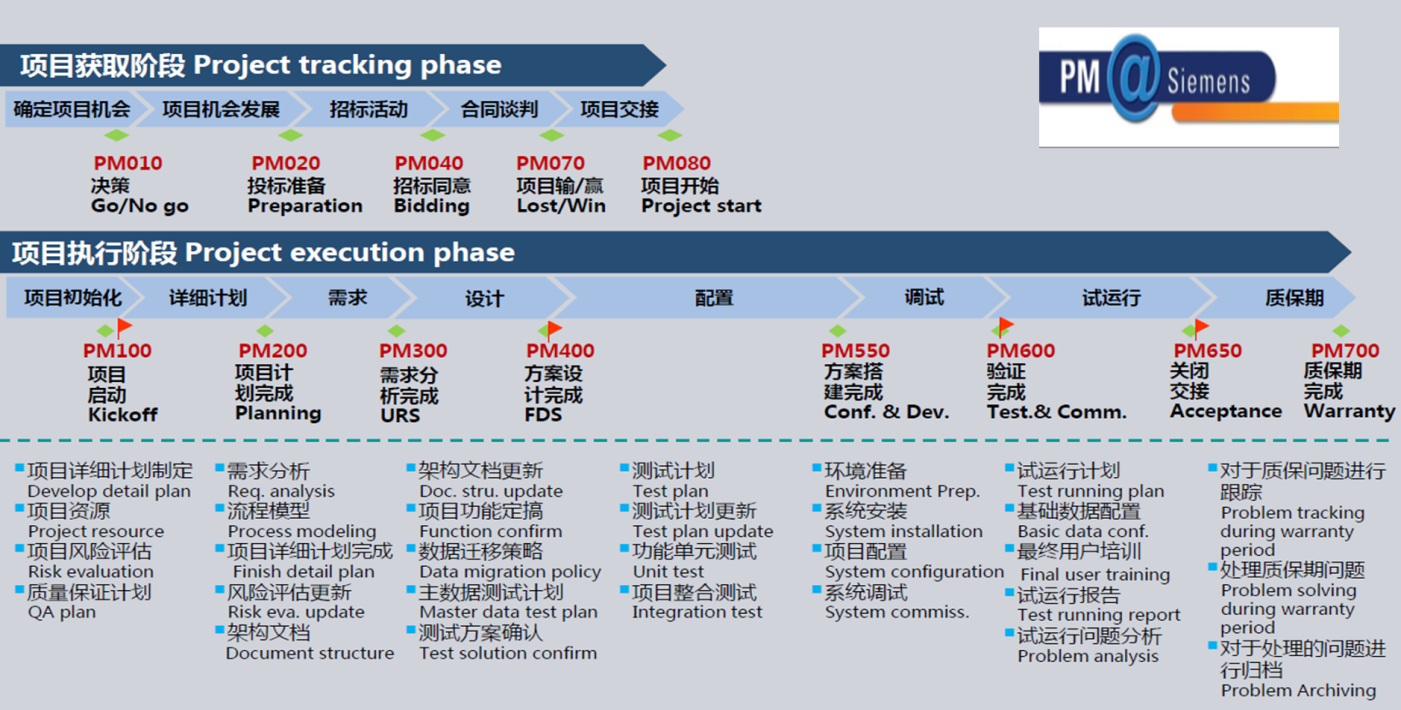 项目获取阶段 Project tracking phase
PM@Siemens
确定项目机会 项目机会发展 招标活动 合同谈判 项目交接
PM010 PM020 PM040 PM070 PM080
决策 投标准备 招标同意 项目输/赢 项目开始
Go/No go Preparation Bidding Lost/Win Project start
项目执行阶段 Project execution phase
项目初始化 详细计划 需求 设计 配置 调试 试运行 质保期
PM100
项目
启动
Kickoff
PM200
项目计
划完成
Planning
PM300
需求分
析完成
URS
PM400
方案设
计完成
FDS
PM550
方案搭
建完成
Conf. & Dev.
PM600
验证
完成
Test.& Comm.
PM650
关闭
交接
Acceptance
PM700
质保期
完成
Warranty
项目详细计划制定
Develop detail plan
项目资源
Project resource
项目风险评估
Risk evaluation
质量保证计划
QA plan
需求分析
Req. analysis
流程模型
Process modeling
项目详细计划完成
Finish detail plan
风险评估更新
Risk eva. update
架构文档
Document structure
架构文档更新
Doc. stru. update
项目功能定搞
Function confirm
数据迁移策略
Data migration policy
主数据测试计划
Master data test plan
测试方案确认
Test solution confirm
测试计划
Test plan
测试计划更新
Test plan update
功能单元测试
Unit test
项目整合测试
Integration test
环境准备
Environment Prep.
系统安装
System installation
项目配置
System configuration
系统调试
System commiss.
试运行计划
Test running plan
基础数据配置
Basic data conf.
最终用户培训
Final user training
试运行报告
Test running report
试运行问题分析
Problem analysis
对于质保问题进行
跟踪
Problem tracking
during warranty
period
处理质保期问题
Problem solving
during warranty
period
对于处理的问题进
行归档
Problem Archiving